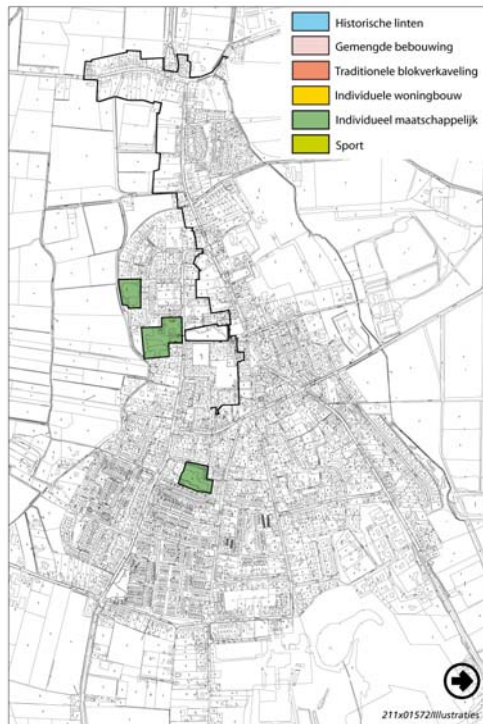 Historische linten
Gemengde bebouwing
Traditionele blokverkaveling
Individuele woningbouw
Individueel maatschappelijk
Sport
211x01572/Illustraties